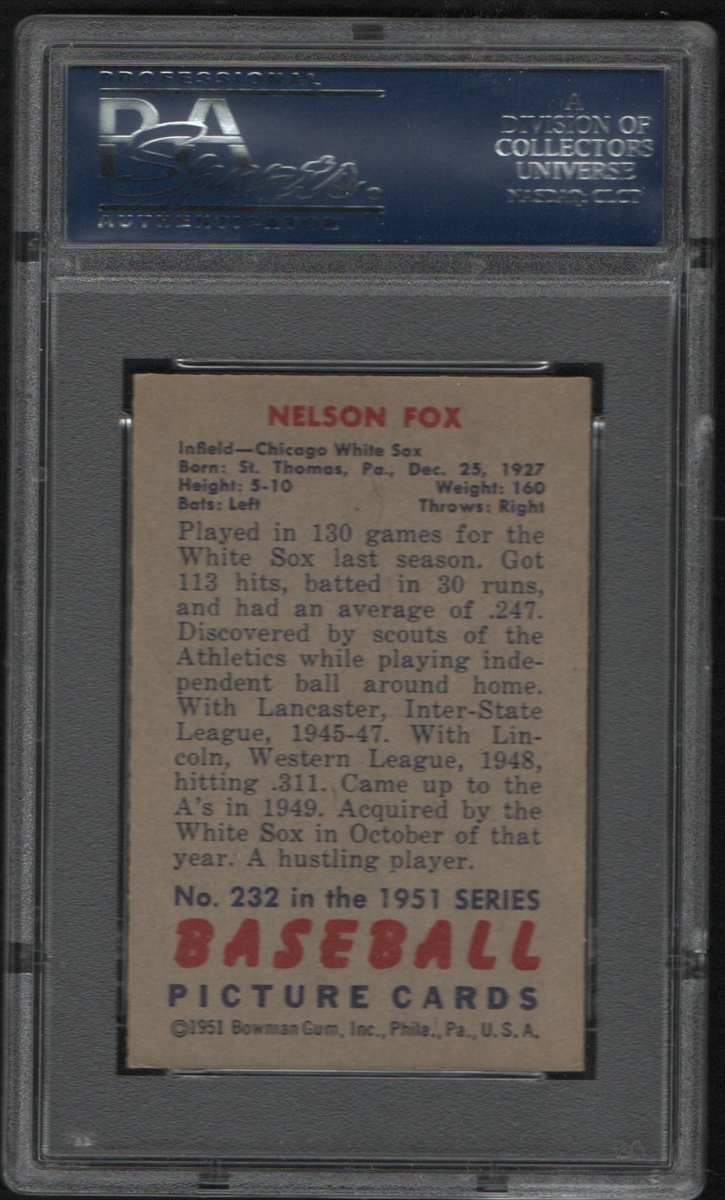 PROFESSIONAL
PSA
Sports
AUTHENTICATOR
A
DIVISION OF
COLLECTORS
UNIVERSE
NASDAQ: CLCT
NELSON FOX
Infield—Chicago White Sox
Born: St. Thomas, Pa., Dec. 25, 1927
Height: 5-10 Weight: 160
Bats: Left Throws: Right
Played in 130 games for the
White Sox last season. Got
113 hits, batted in 30 runs,
and had an average of .247.
Discovered by scouts of the
Athletics while playing inde-
pendent ball around home.
With Lancaster, Inter-State
League, 1945-47. With Lin-
coln, Western League, 1948,
hitting .311. Came up to the
A's in 1949. Acquired by the
White Sox in October of that
year. A hustling player.
No. 232 in the 1951 SERIES
BASEBALL
PICTURE CARDS
©1951 Bowman Gum, Inc., Phila., Pa., U.S.A.